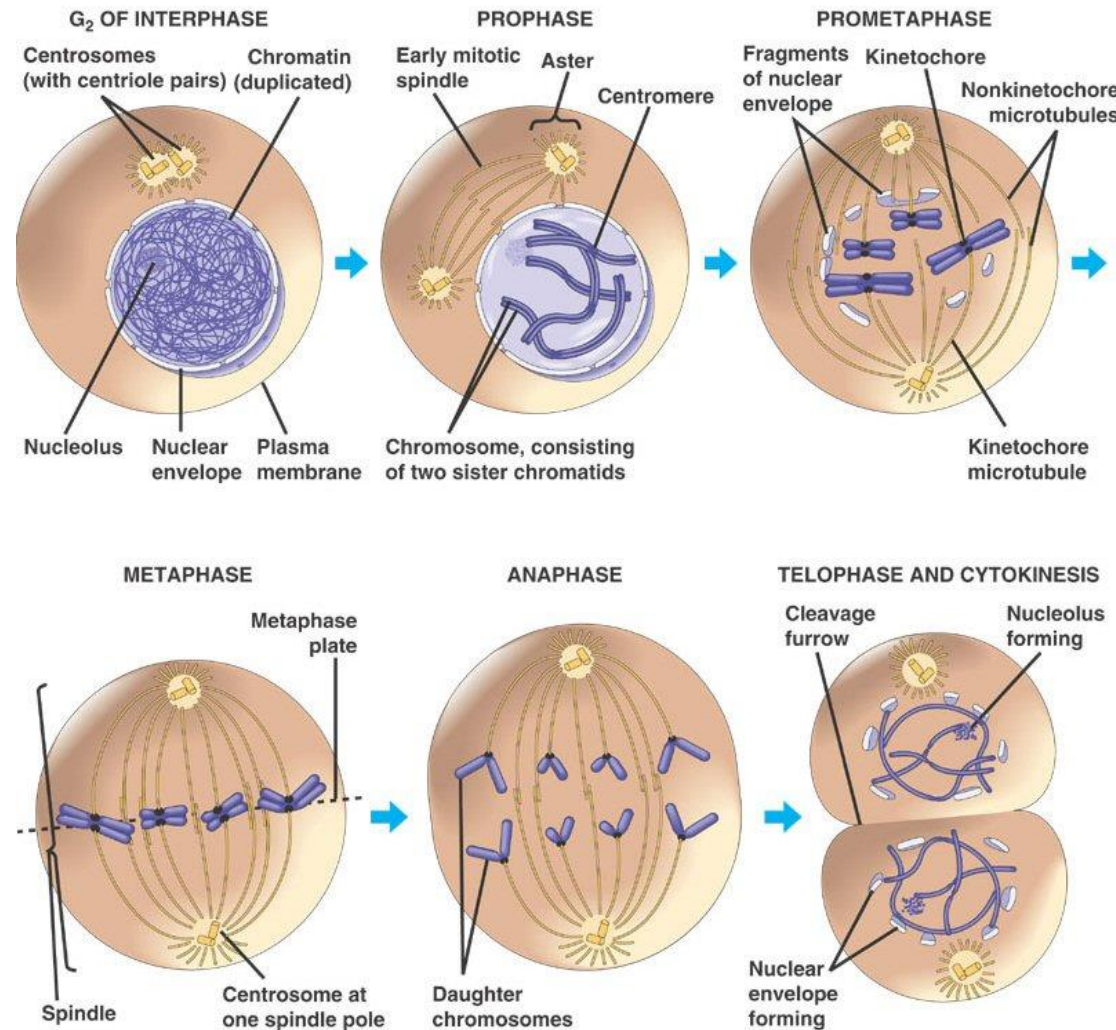 G2 OF INTERPHASE
PROPHASE
PROMETAPHASE
Centrosomes
(with centriole pairs)
Chromatin
(duplicated)
Early mitotic
spindle
Aster
Centromere
Fragments
of nuclear
envelope
Kinetochore
Nonkinetochore
microtubules
Nucleolus
Nuclear
envelope
Plasma
membrane
Chromosome, consisting
of two sister chromatids
Kinetochore
microtubule
METAPHASE
ANAPHASE
TELOPHASE AND CYTOKINESIS
Metaphase
plate
Cleavage
furrow
Nucleolus
forming
Spindle
Centrosome at
one spindle pole
Daughter
chromosomes
Nuclear
envelope
forming